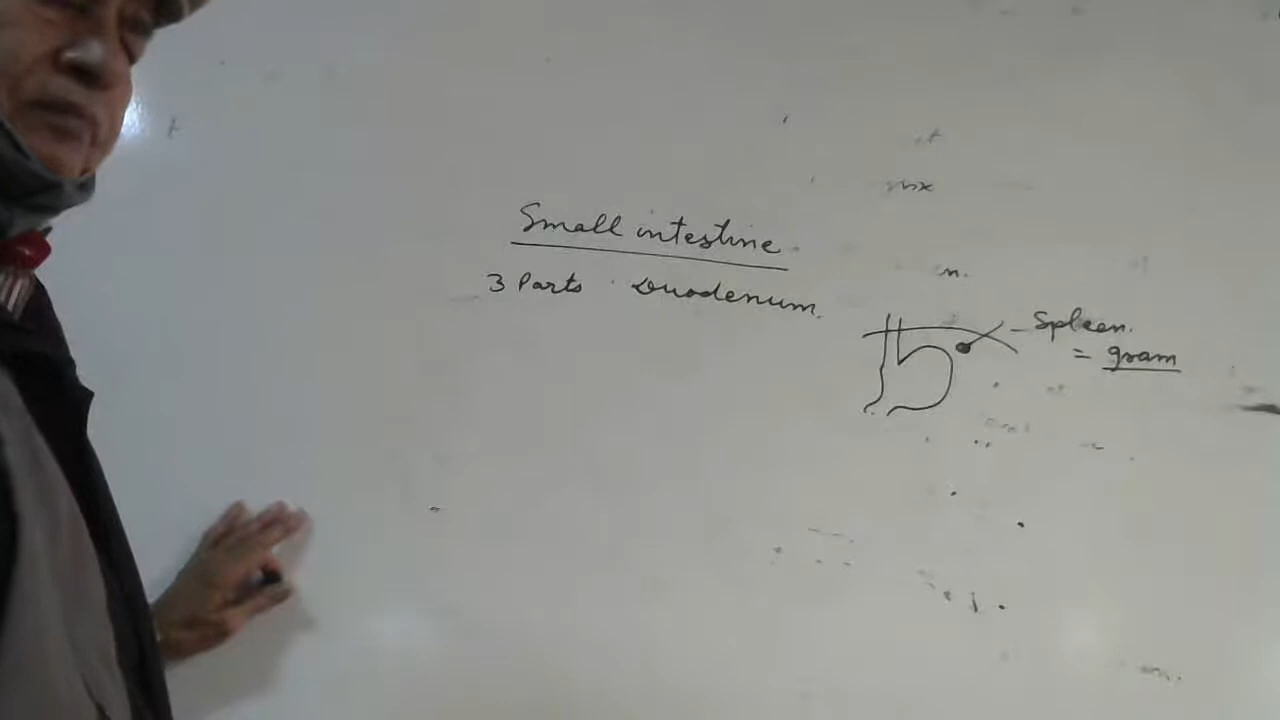 Small intestine
3 Parts Duodenum.
- Spleen.
= gram